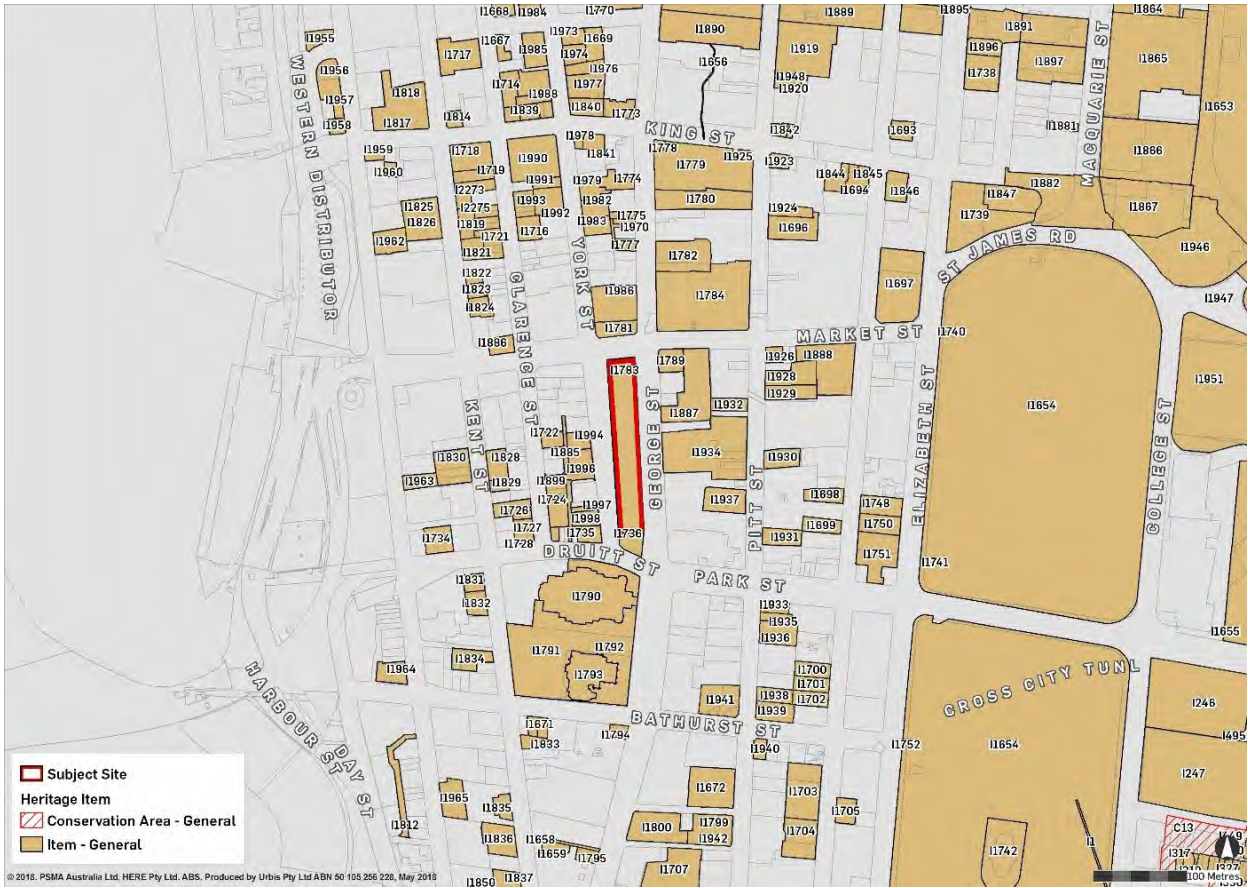 I1668
I1984
I1770
I1889
I1895
I1864
I1955
I1717
I1667
I1985
I1973
I1669
I1974
I1890
I1919
I1891
I1896
I1738
I1897
I1865
MACQUARIE ST
I1956
I1957
I1958
I1818
I1817
I1814
I1714
I1988
I1839
I1976
I1977
I1840
I1773
I1656
I1948
I1920
I1653
WESTERN DISTRIBUTOR
KING ST
I1842
I1693
I1881
I1959
I1960
I1718
I1719
I1990
I1991
I1978
I1841
I1778
I1779
I1925
I1923
I1866
I2273
I2275
I1993
I1992
I1979
I1982
I1774
I1780
I1844
I1845
I1694
I1846
I1847
I1882
I1867
I1825
I1826
I1819
I1721
I1716
I1983
I1775
I1970
I1777
I1924
I1696
I1739
I1962
I1821
YORK ST
I1782
ST JAMES RD
I1946
I1822
I1823
I1824
CLARENCE ST
I1986
I1781
I1784
I1697
I1947
I1886
MARKET ST
I1740
I1783
I1789
I1926
I1888
I1928
I1929
I1951
KENT ST
GEORGE ST
I1887
I1932
ELIZABETH ST
I1654
COLLEGE ST
I1722
I1994
I1885
I1996
I1934
I1930
I1830
I1963
I1828
I1829
I1899
I1724
I1997
I1998
I1937
PITT ST
I1698
I1748
I1726
I1727
I1728
I1735
I1736
I1931
I1699
I1750
I1751
I1734
DRUITT ST
PARK ST
I1741
I1831
I1832
I1790
I1933
I1935
I1936
I1655
I1834
I1964
I1791
I1792
I1793
I1700
I1701
I1702
CROSS CITY TUNL
HARBOUR ST
DAY ST
I1941
I1938
I1939
I246
BATHURST ST
I1671
I1833
I1794
I1940
I1752
I1654
I495
I247
I1965
I1835
I1812
I1672
I1703
I1705
I1836
I1658
I1659
I1795
I1800
I1799
I1942
I1704
I1742
I1
C13
I317
I1850
I1837
I1707
Subject Site
Heritage Item
Conservation Area - General
Item - General
© 2018. PSMA Australia Ltd, HERE Pty Ltd. ABS. Produced by Urbis Pty Ltd ABN 50 105 256 228, May 2018
100 Metres